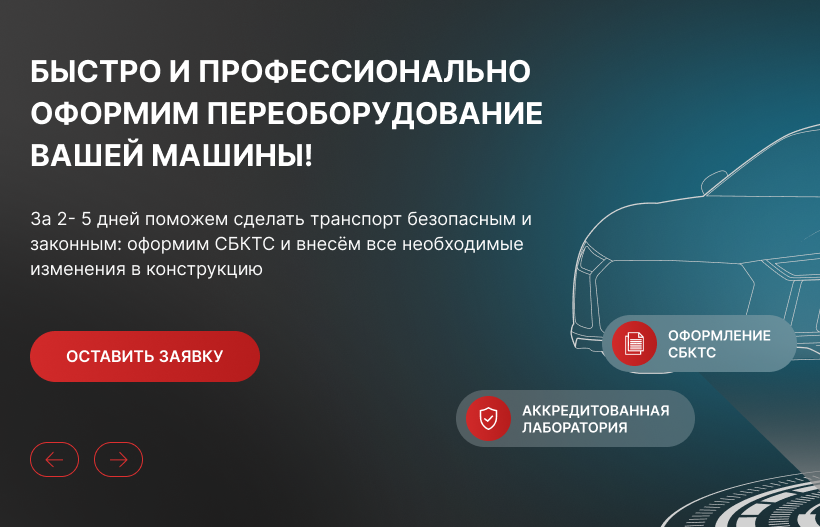 БЫСТРО И ПРОФЕССИОНАЛЬНО
ОФОРМИМ ПЕРЕОБОРУДОВАНИЕ
ВАШЕЙ МАШИНЫ!
За 2- 5 дней поможем сделать транспорт безопасным и
законным: оформим СБКТС и внесём все необходимые
изменения в конструкцию
ОСТАВИТЬ ЗАЯВКУ
ОФОРМЛЕНИЕ
СБКТС
АККРЕДИТОВАННАЯ
ЛАБОРАТОРИЯ